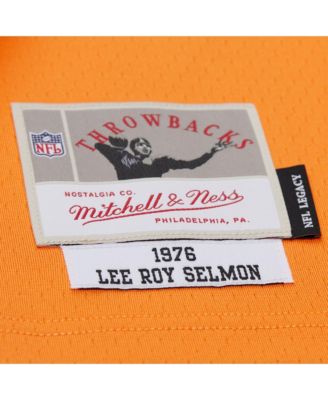 NFL
THROWBACKS
NOSTALGIA CO.
Mitchell & Ness
PHILADELPHIA, PA.
NFL LEGACY
1976
LEE ROY SELMON